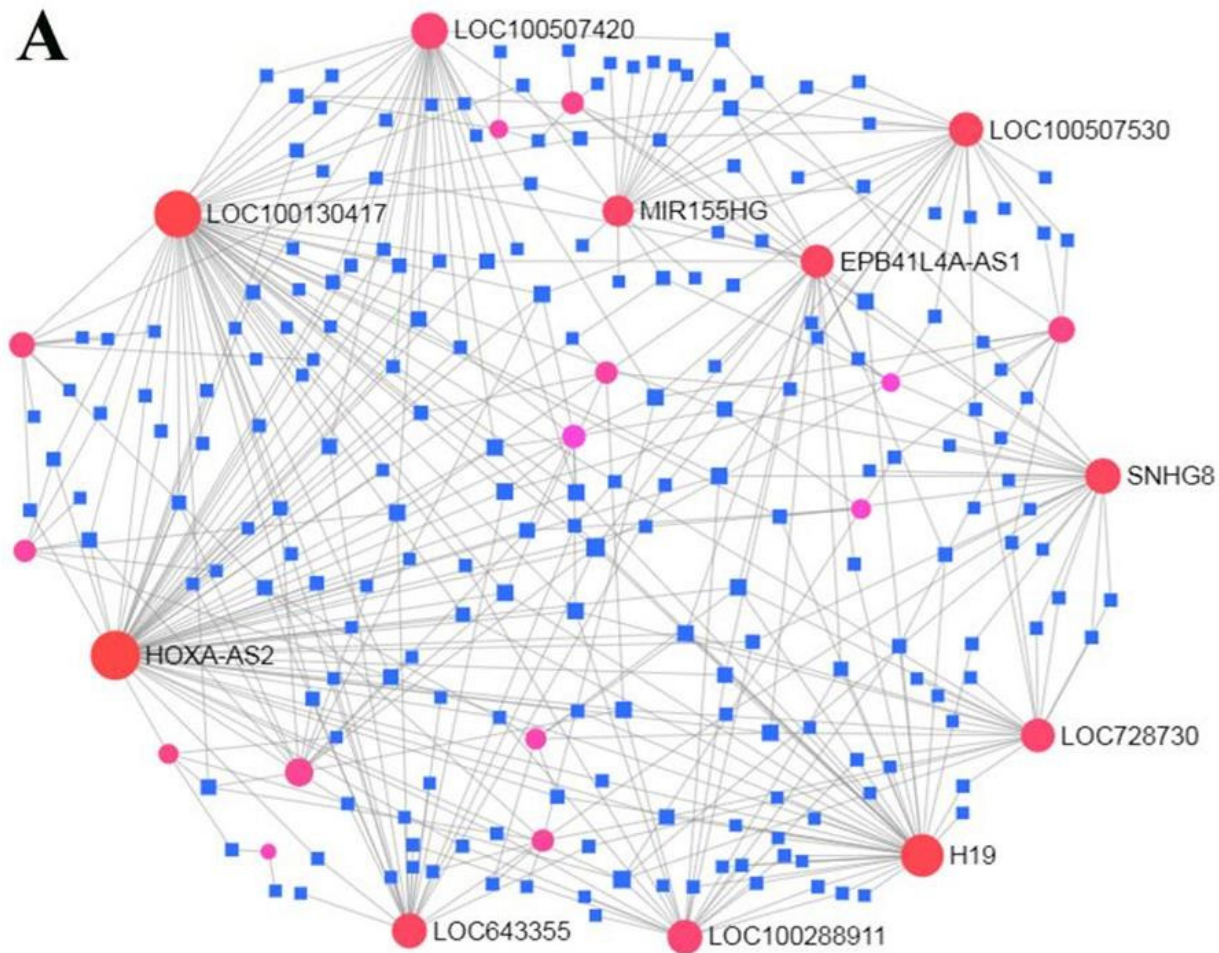 A
LOC100507420
LOC100507530
LOC100130417
MIR155HG
EPB41L4A-AS1
SNHG8
HOXA-AS2
LOC728730
H19
LOC643355
LOC100288911